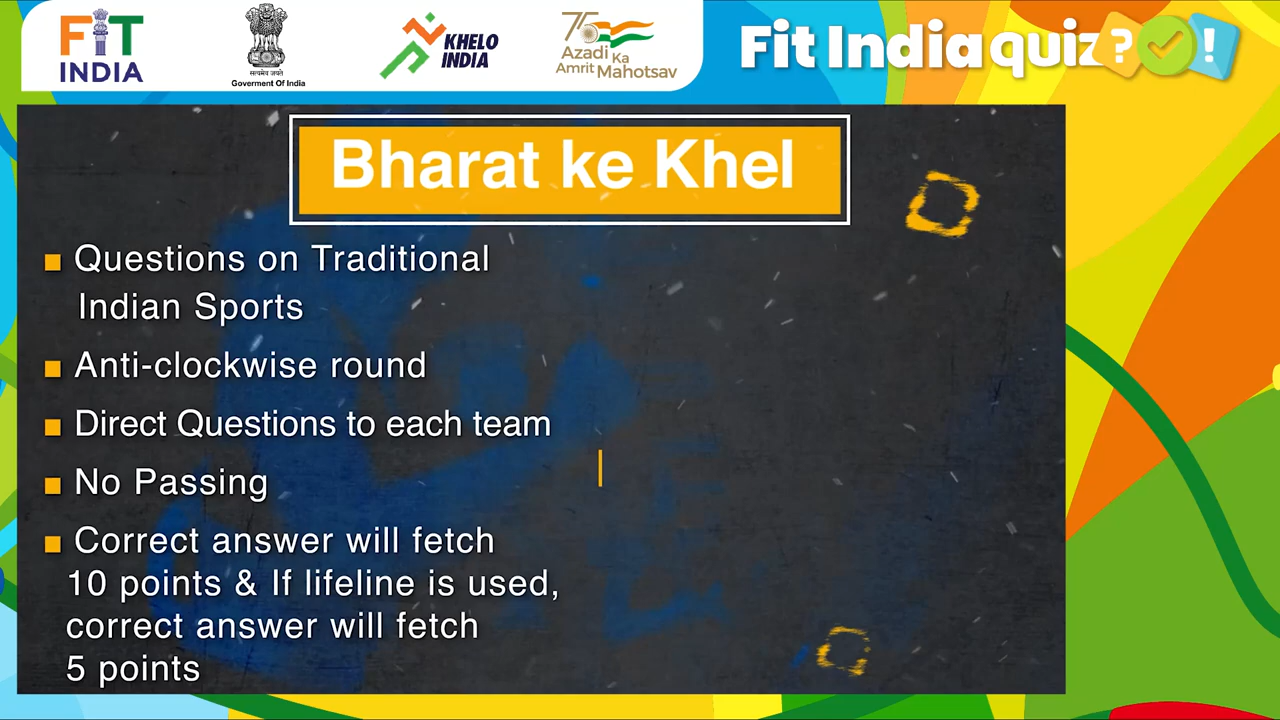 FIT
INDIA
सत्यमेव जयते
Goverment Of India
KHELO
INDIA
75
Azadi
Ka
Amrit
Mahotsav
Fit India quiz?!
Bharat ke Khel
Questions on Traditional
Indian Sports
Anti-clockwise round
Direct Questions to each team
No Passing
Correct answer will fetch
10 points & If lifeline is used,
correct answer will fetch
5 points